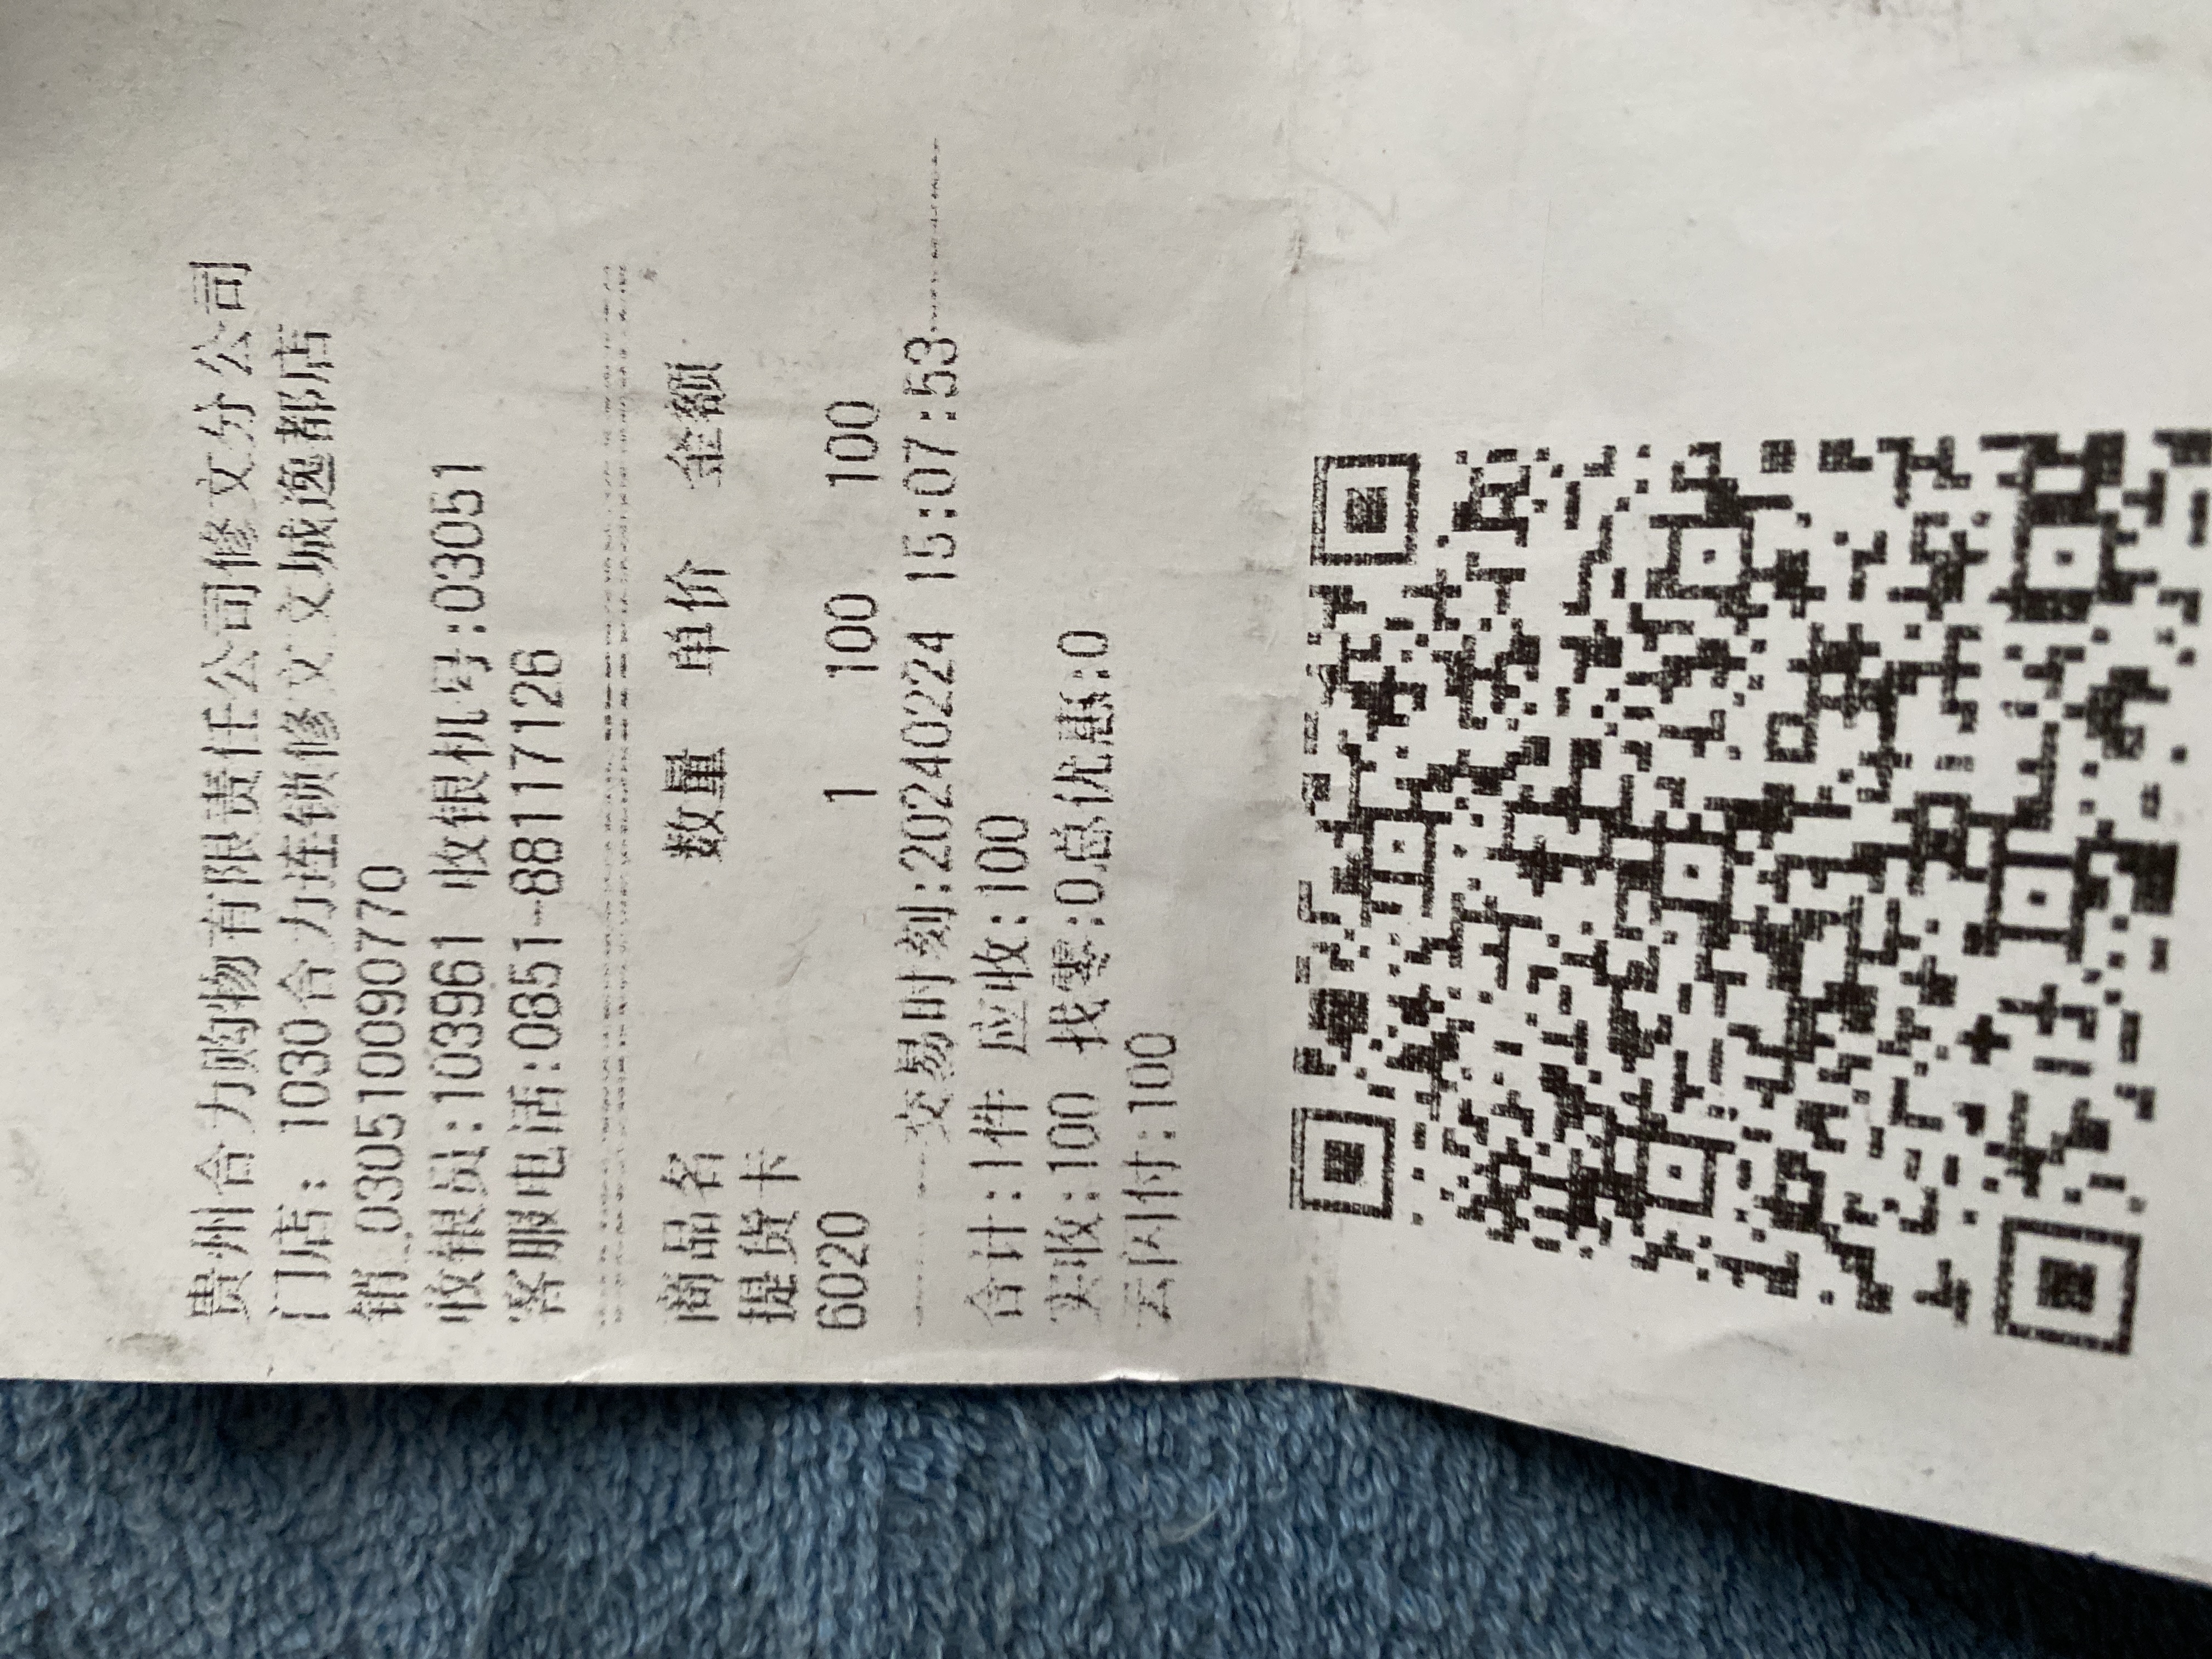 贵州合力购物有限责任公司修文分公司
门店: 1030合力连锁修文文城逸都店
销_030510090770
收银员:103961 收银机号:03051
客服电话:0851-88117126
商品名 数量 单价 金额
提货卡
6020 1 100 100
交易时刻:20240224 15:07:53
合计:1件 应收:100
实收:100 找零:0总优惠:0
云闪付:100